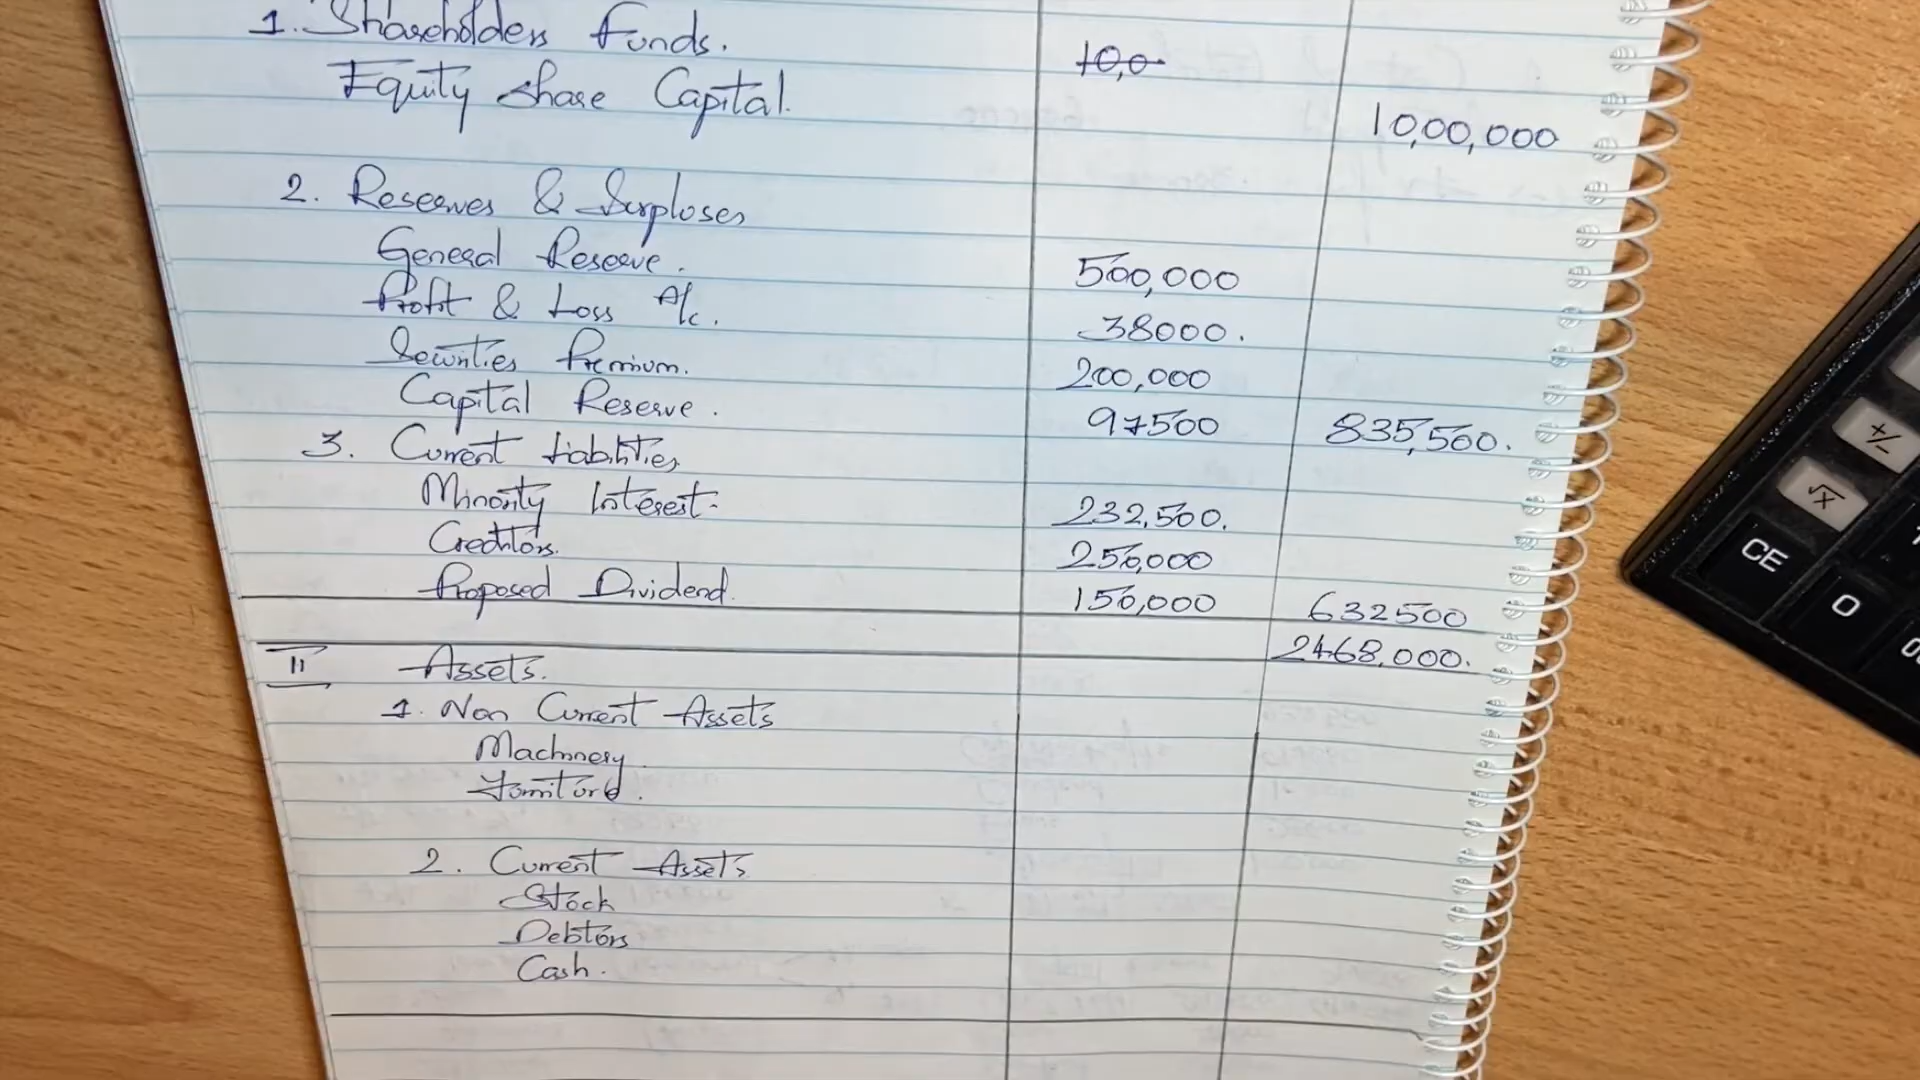 1. Shareholders Funds.
10,0
Equity Share Capital. 10,00,000
2. Reserves & Surpluses
General Reserve. 500,000
Profit & Loss A/c. 38000.
Securities Premium. 200,000
Capital Reserve. 97500 835,500.
3. Current Liabilities
Minority Interest 232,500.
Creditors. 250,000
Proposed Dividend. 150,000 632500
2468,000.
II Assets.
1. Non Current Assets
Machinery.
Furniture.
2. Current Assets
Stock
Debtors
Cash.
+/-
√x
CE
0